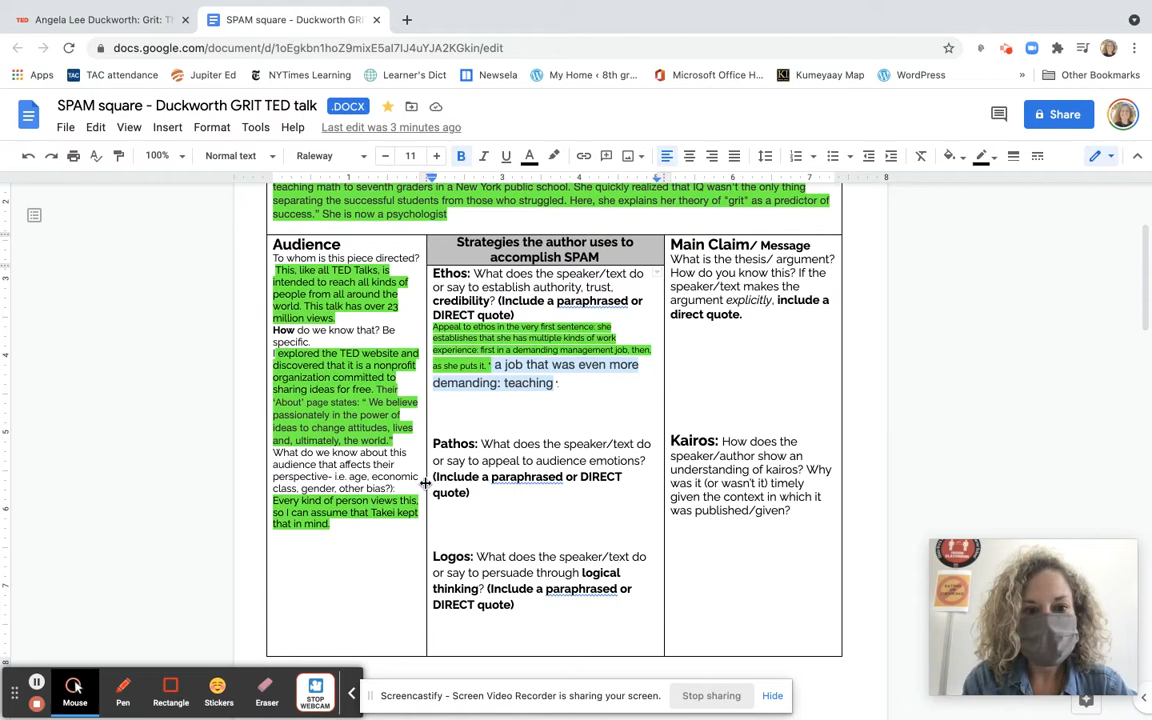 Angela Lee Duckworth: Grit: T
SPAM square - Duckworth GRI
docs.google.com/document/d/1oEgkbn1hoZ9mixE5al7IJ4uYJA2KGkin/edit
Apps
TAC attendance
Jupiter Ed
NYTimes Learning
Learner's Dict
Newsela
My Home ‹ 8th gr...
Microsoft Office H...
Kumeyaay Map
WordPress
»
Other Bookmarks
SPAM square - Duckworth GRIT TED talk
.DOCX
File Edit View Insert Format Tools Help
Last edit was 3 minutes ago
Share
100%
Normal text
Raleway
11
teaching math to seventh graders in a New York public school. She quickly realized that IQ wasn't the only thing
separating the successful students from those who struggled. Here, she explains her theory of "grit" as a predictor of
success." She is now a psychologist
Audience
To whom is this piece directed?
This, like all TED Talks, is
intended to reach all kinds of
people from all around the
world. This talk has over 23
million views.
How do we know that? Be
specific.
I explored the TED website and
discovered that it is a nonprofit
organization committed to
sharing ideas for free. Their
'About' page states: " We believe
passionately in the power of
ideas to change attitudes, lives
and, ultimately, the world."
What do we know about this
audience that affects their
perspective- i.e. age, economic
class, gender, other bias?):
Every kind of person views this,
so I can assume that Takei kept
that in mind.
Strategies the author uses to
accomplish SPAM
Ethos: What does the speaker/text do
or say to establish authority, trust,
credibility? (Include a paraphrased or
DIRECT quote)
Appeal to ethos in the very first sentence: she
establishes that she has multiple kinds of work
experience: first in a demanding management job, then,
as she puts it, " a job that was even more
demanding: teaching
Pathos: What does the speaker/text do
or say to appeal to audience emotions?
(Include a paraphrased or DIRECT
quote)
Logos: What does the speaker/text do
or say to persuade through logical
thinking? (Include a paraphrased or
DIRECT quote)
Main Claim/ Message
What is the thesis/ argument?
How do you know this? If the
speaker/text makes the
argument explicitly, include a
direct quote.
Kairos: How does the
speaker/author show an
understanding of kairos? Why
was it (or wasn't it) timely
given the context in which it
was published/given?
Mouse
Pen
Rectangle
Stickers
Eraser
STOP
WEBCAM
Screencastify - Screen Video Recorder is sharing your screen.
Stop sharing
Hide